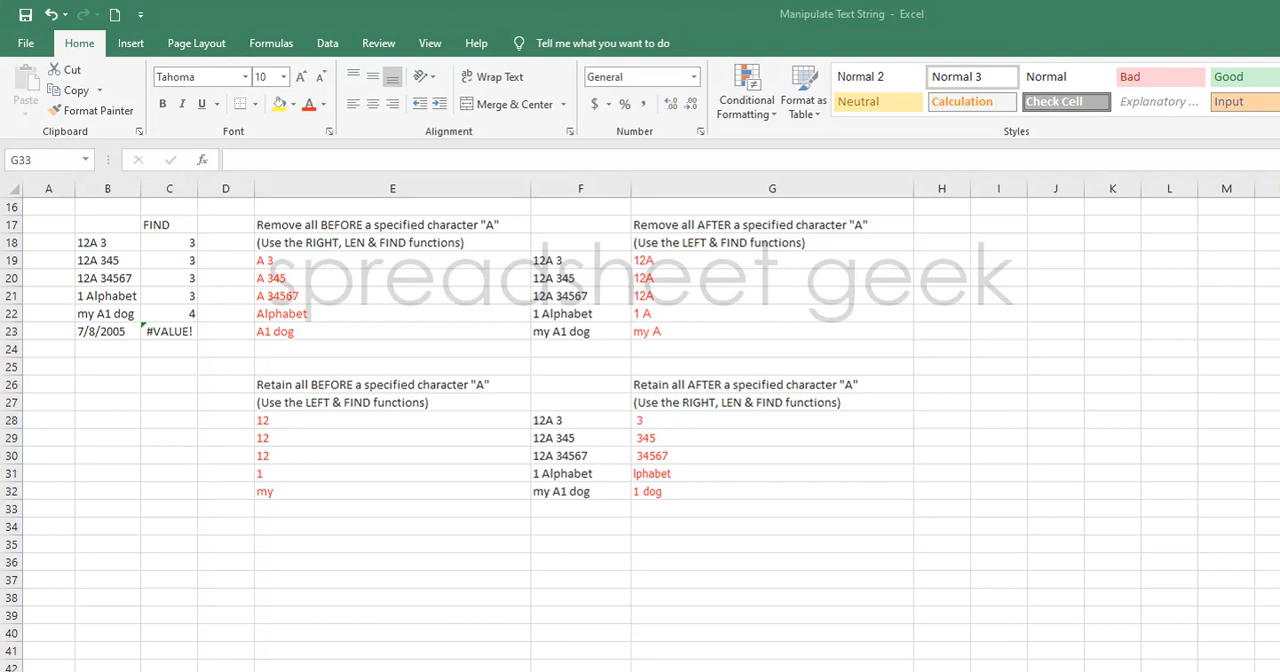 Manipulate Text String - Excel
File Home Insert Page Layout Formulas Data Review View Help Tell me what you want to do
Paste Cut Copy Format Painter Clipboard
Tahoma 10 A A B I U A Font
Wrap Text Merge & Center Alignment
General $ % , Number
Conditional Formatting Format as Table
Normal 2 Normal 3 Normal Bad Good
Neutral Calculation Check Cell Explanatory ... Input
Styles
G33 fx
A B C D E F G H I J K L M
16
17 FIND Remove all BEFORE a specified character "A" Remove all AFTER a specified character "A"
18 12A 3 3 (Use the RIGHT, LEN & FIND functions) (Use the LEFT & FIND functions)
19 12A 345 3 A 3 12A 3 12A
20 12A 34567 3 A 345 12A 345 12A
21 1 Alphabet 3 A 34567 12A 34567 12A
22 my A1 dog 4 Alphabet 1 Alphabet 1 A
23 7/8/2005 #VALUE! A1 dog my A1 dog my A
spreadsheet geek
24
25
26 Retain all BEFORE a specified character "A" Retain all AFTER a specified character "A"
27 (Use the LEFT & FIND functions) (Use the RIGHT, LEN & FIND functions)
28 12 12A 3 3
29 12 12A 345 345
30 12 12A 34567 34567
31 1 1 Alphabet lphabet
32 my my A1 dog 1 dog
33
34
35
36
37
38
39
40
41
42